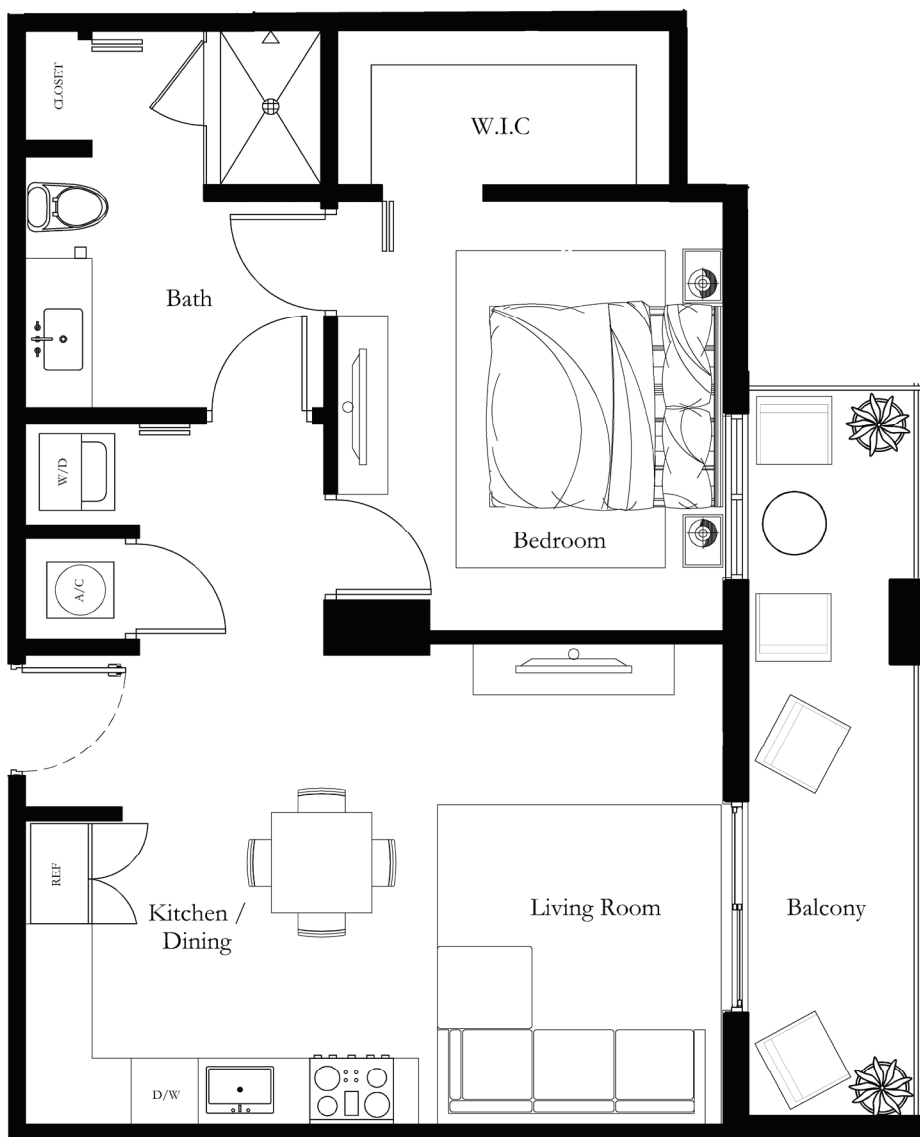 CLOSET
W.I.C
Bath
W/D
Bedroom
A/C
REF
Kitchen /
Dining
Living Room
Balcony
D/W